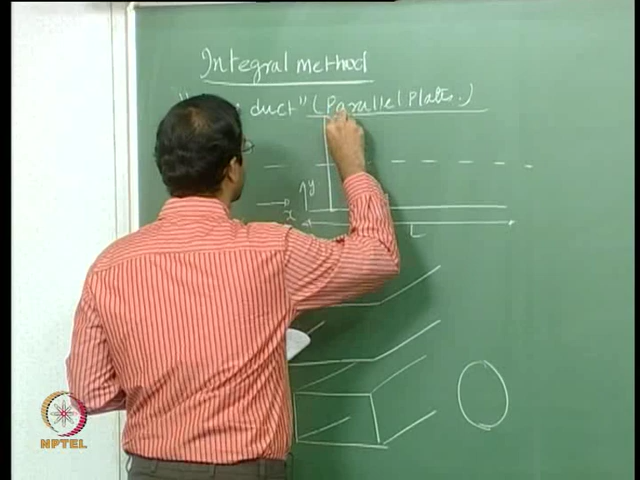 Integral method
duct" (Parallel Plate.)
y
x
L
NPTEL